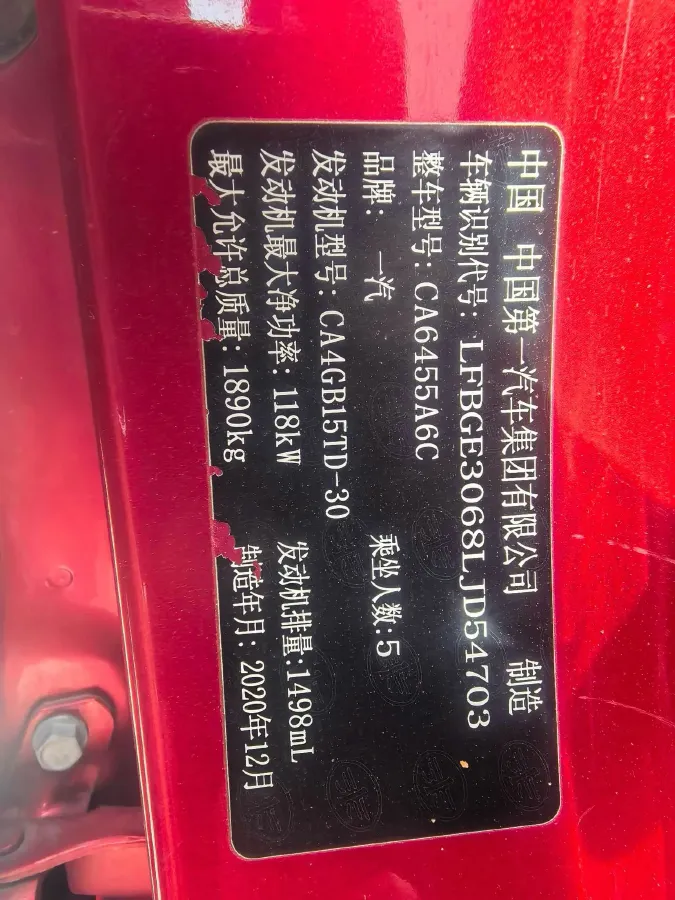 中国 中国第一汽车集团有限公司 制造
车辆识别代号: LFBGE3068LJD54703
整车型号: CA6455A6C
品牌: 一汽 乘坐人数: 5
发动机型号: CA4GB15TD-30
发动机最大净功率: 118kW 发动机排量: 1498mL
最大允许总质量: 1890kg 制造年月: 2020年12月